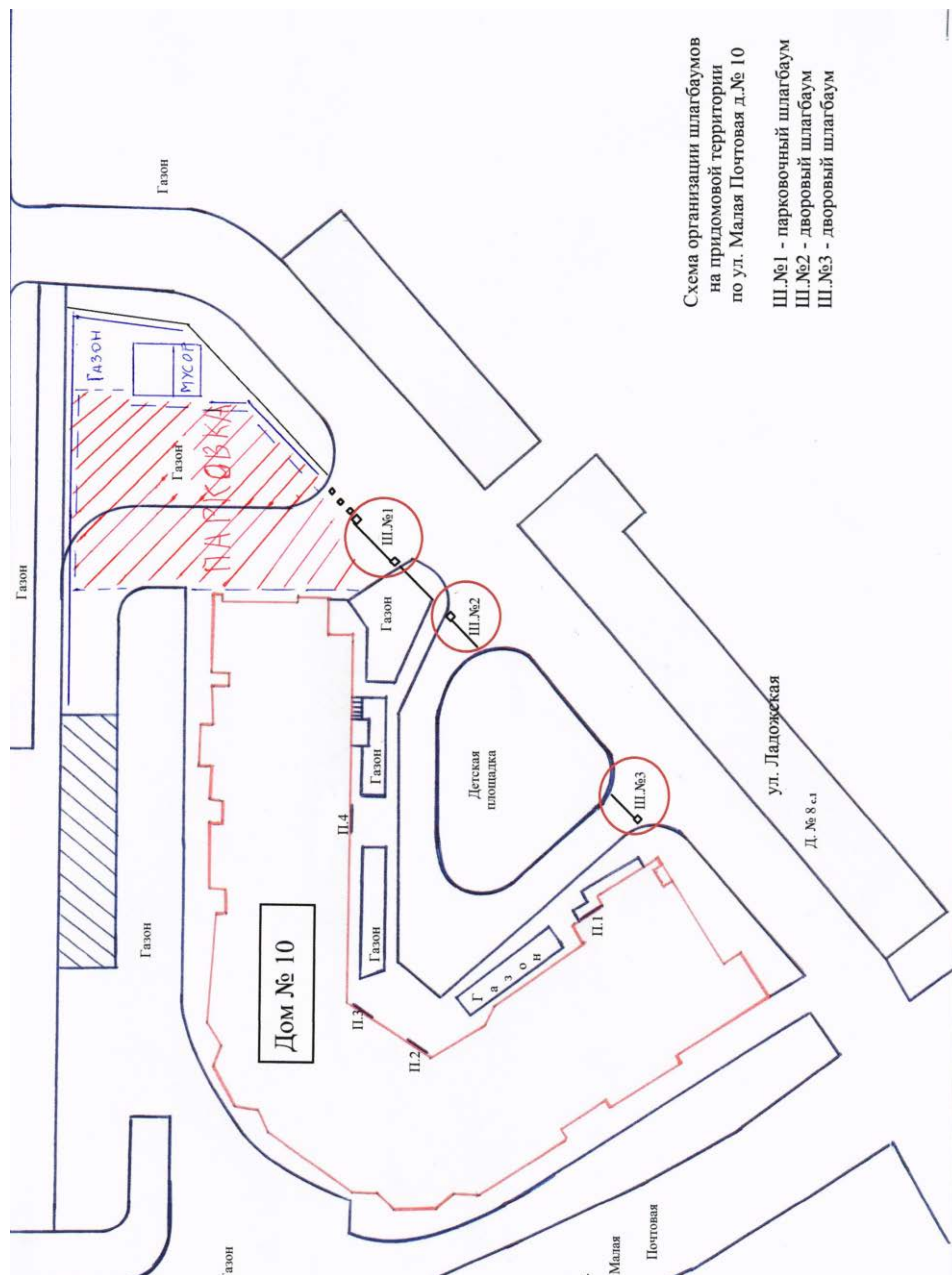 Схема организации шлагбаумов
на придомовой территории
по ул. Малая Почтовая д.№ 10
Ш.№1 - парковочный шлагбаум
Ш.№2 - дворовый шлагбаум
Ш.№3 - дворовый шлагбаум
Газон
ГАЗОН
МУСОР
Газон
ПАРКОВКА
Газон
Ш.№1
Ш.№2
Газон
Газон
Детская
площадка
Ш.№3
ул. Ладожская
Д. № 8 с.1
П.4
Газон
Газон
П.1
Газон
Дом № 10
П.3
П.2
Малая
Почтовая